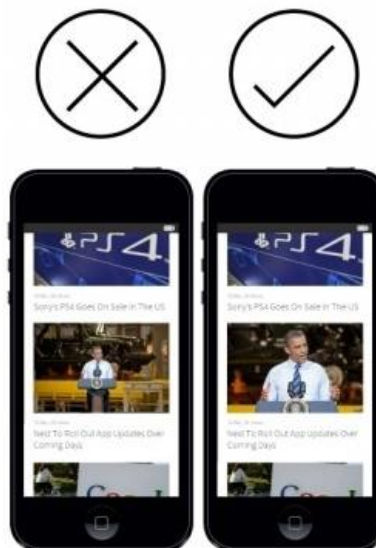 PS4
Sony's PS4 Goes On Sale in The US
Nest To Roll Out App Updates Over
Coming Days
PS4
Sony's PS4 Goes On Sale in The US
Nest To Roll Out App Updates Over
Coming Days